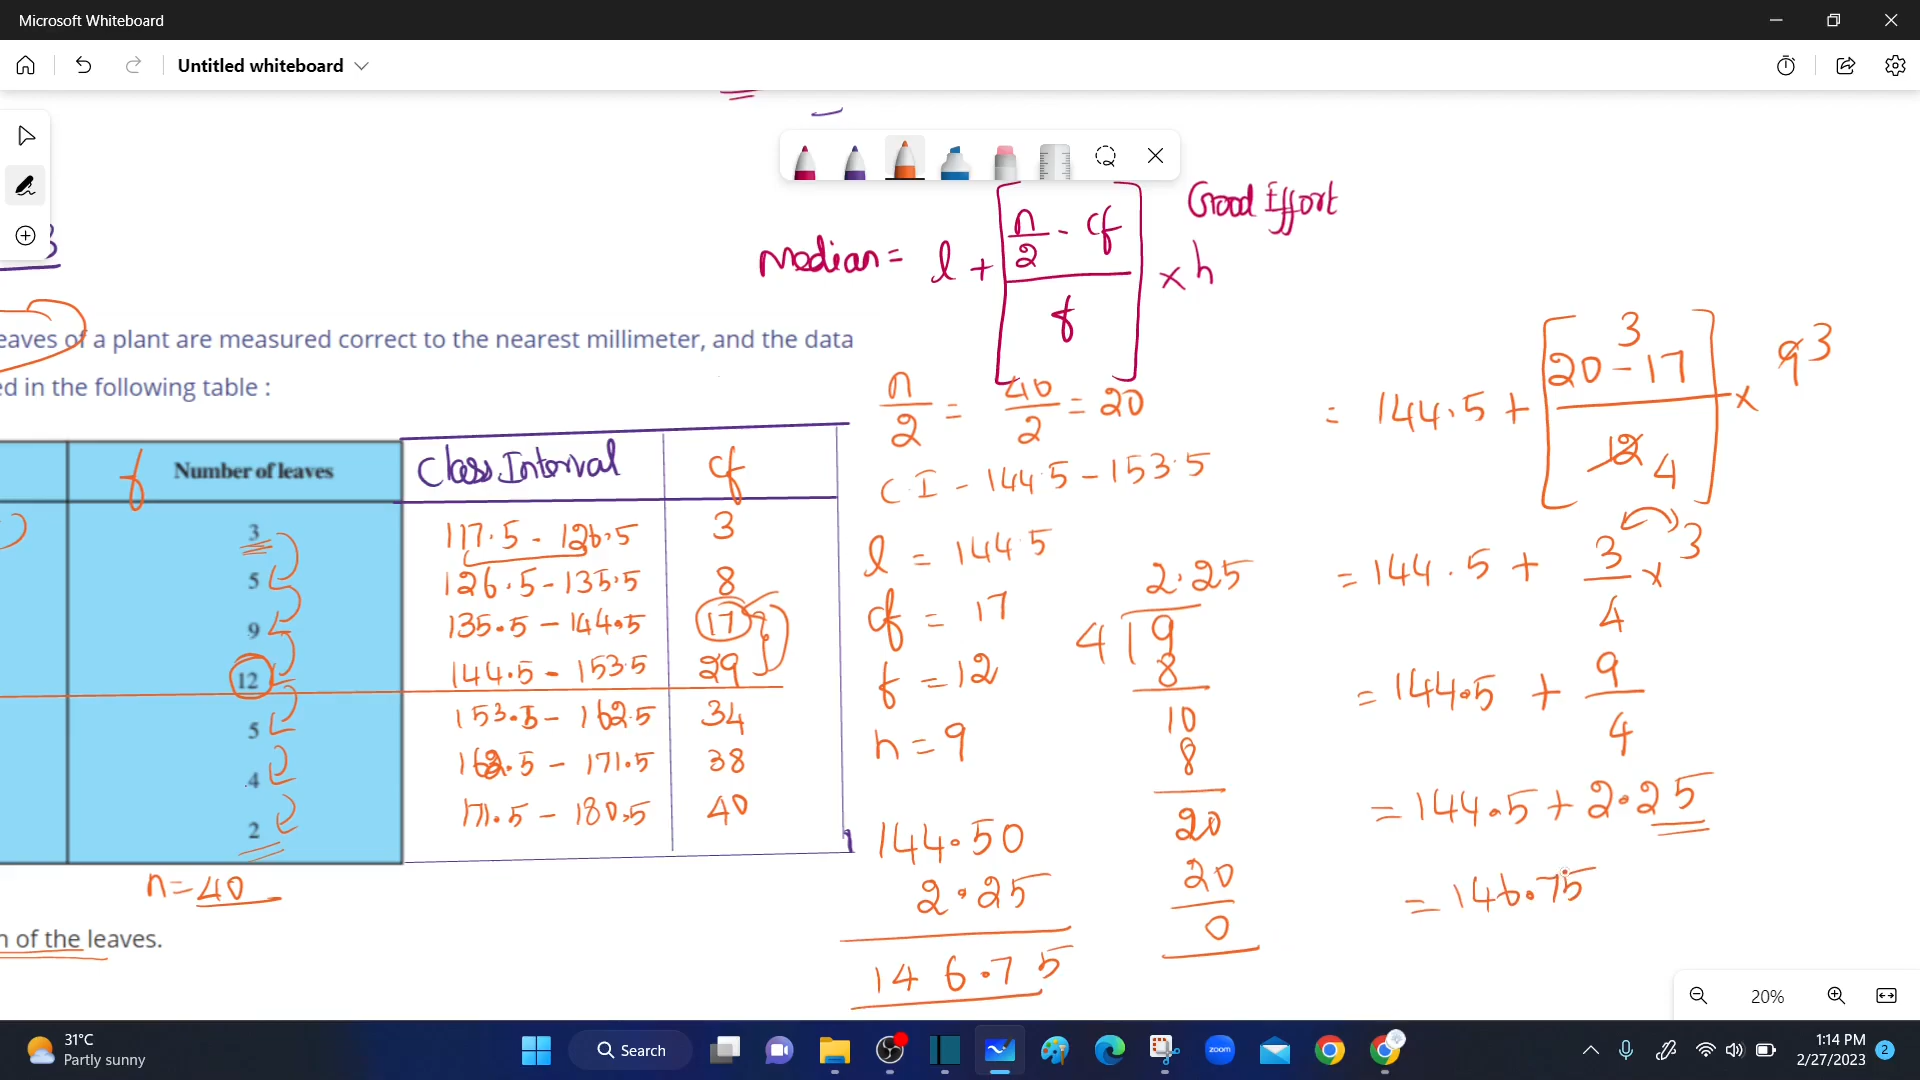 Microsoft Whiteboard
Untitled whiteboard
Median = l + [ n/2 - cf / f ] × h
Good Effort
eaves of a plant are measured correct to the nearest millimeter, and the data
ed in the following table :
f Number of leaves Class Interval cf
3 117.5 - 126.5 3
5 126.5 - 135.5 8
9 135.5 - 144.5 17
12 144.5 - 153.5 29
5 153.5 - 162.5 34
4 162.5 - 171.5 38
2 171.5 - 180.5 40
n = 40
n of the leaves.
n/2 = 40/2 = 20
C I - 144.5 - 153.5
l = 144.5
cf = 17
f = 12
h = 9
144.50
2.25
146.75
2.25
4 9
8
10
8
20
20
0
= 144.5 + [ 3 20 - 17 / 12 4 ] × 9 3
= 144.5 + 3/4 × 3
= 144.5 + 9/4
= 144.5 + 2.25
= 146.75
20%
31°C
Partly sunny
Search
zoom
1:14 PM
2/27/2023
2